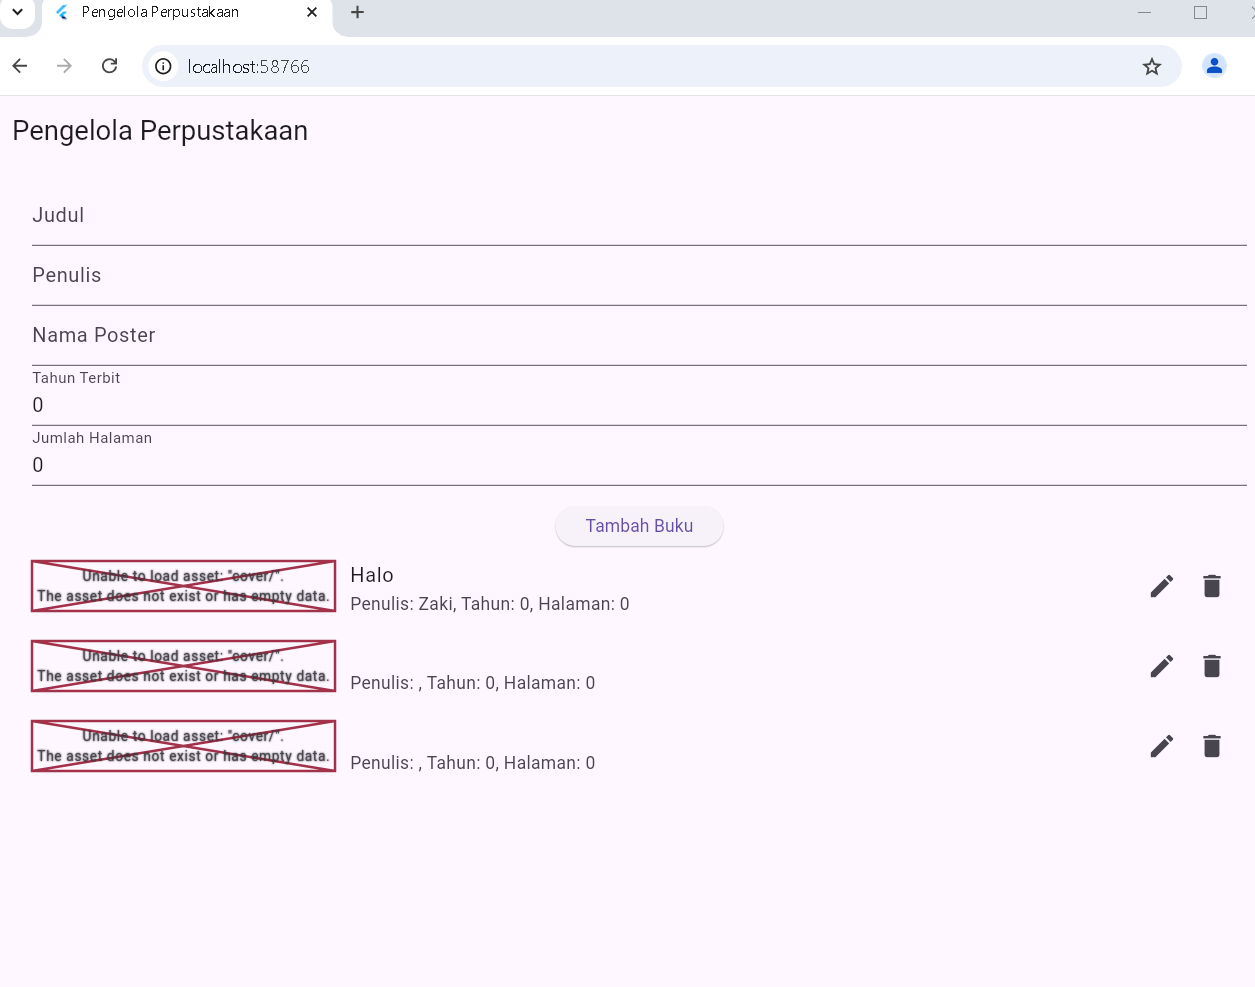 Pengelola Perpustakaan
localhost:58766
Pengelola Perpustakaan
Judul
Penulis
Nama Poster
Tahun Terbit
0
Jumlah Halaman
0
Tambah Buku
Unable to load asset: "cover/".
The asset does not exist or has empty data.
Halo
Penulis: Zaki, Tahun: 0, Halaman: 0
Unable to load asset: "cover/".
The asset does not exist or has empty data.
Penulis: , Tahun: 0, Halaman: 0
Unable to load asset: "cover/".
The asset does not exist or has empty data.
Penulis: , Tahun: 0, Halaman: 0